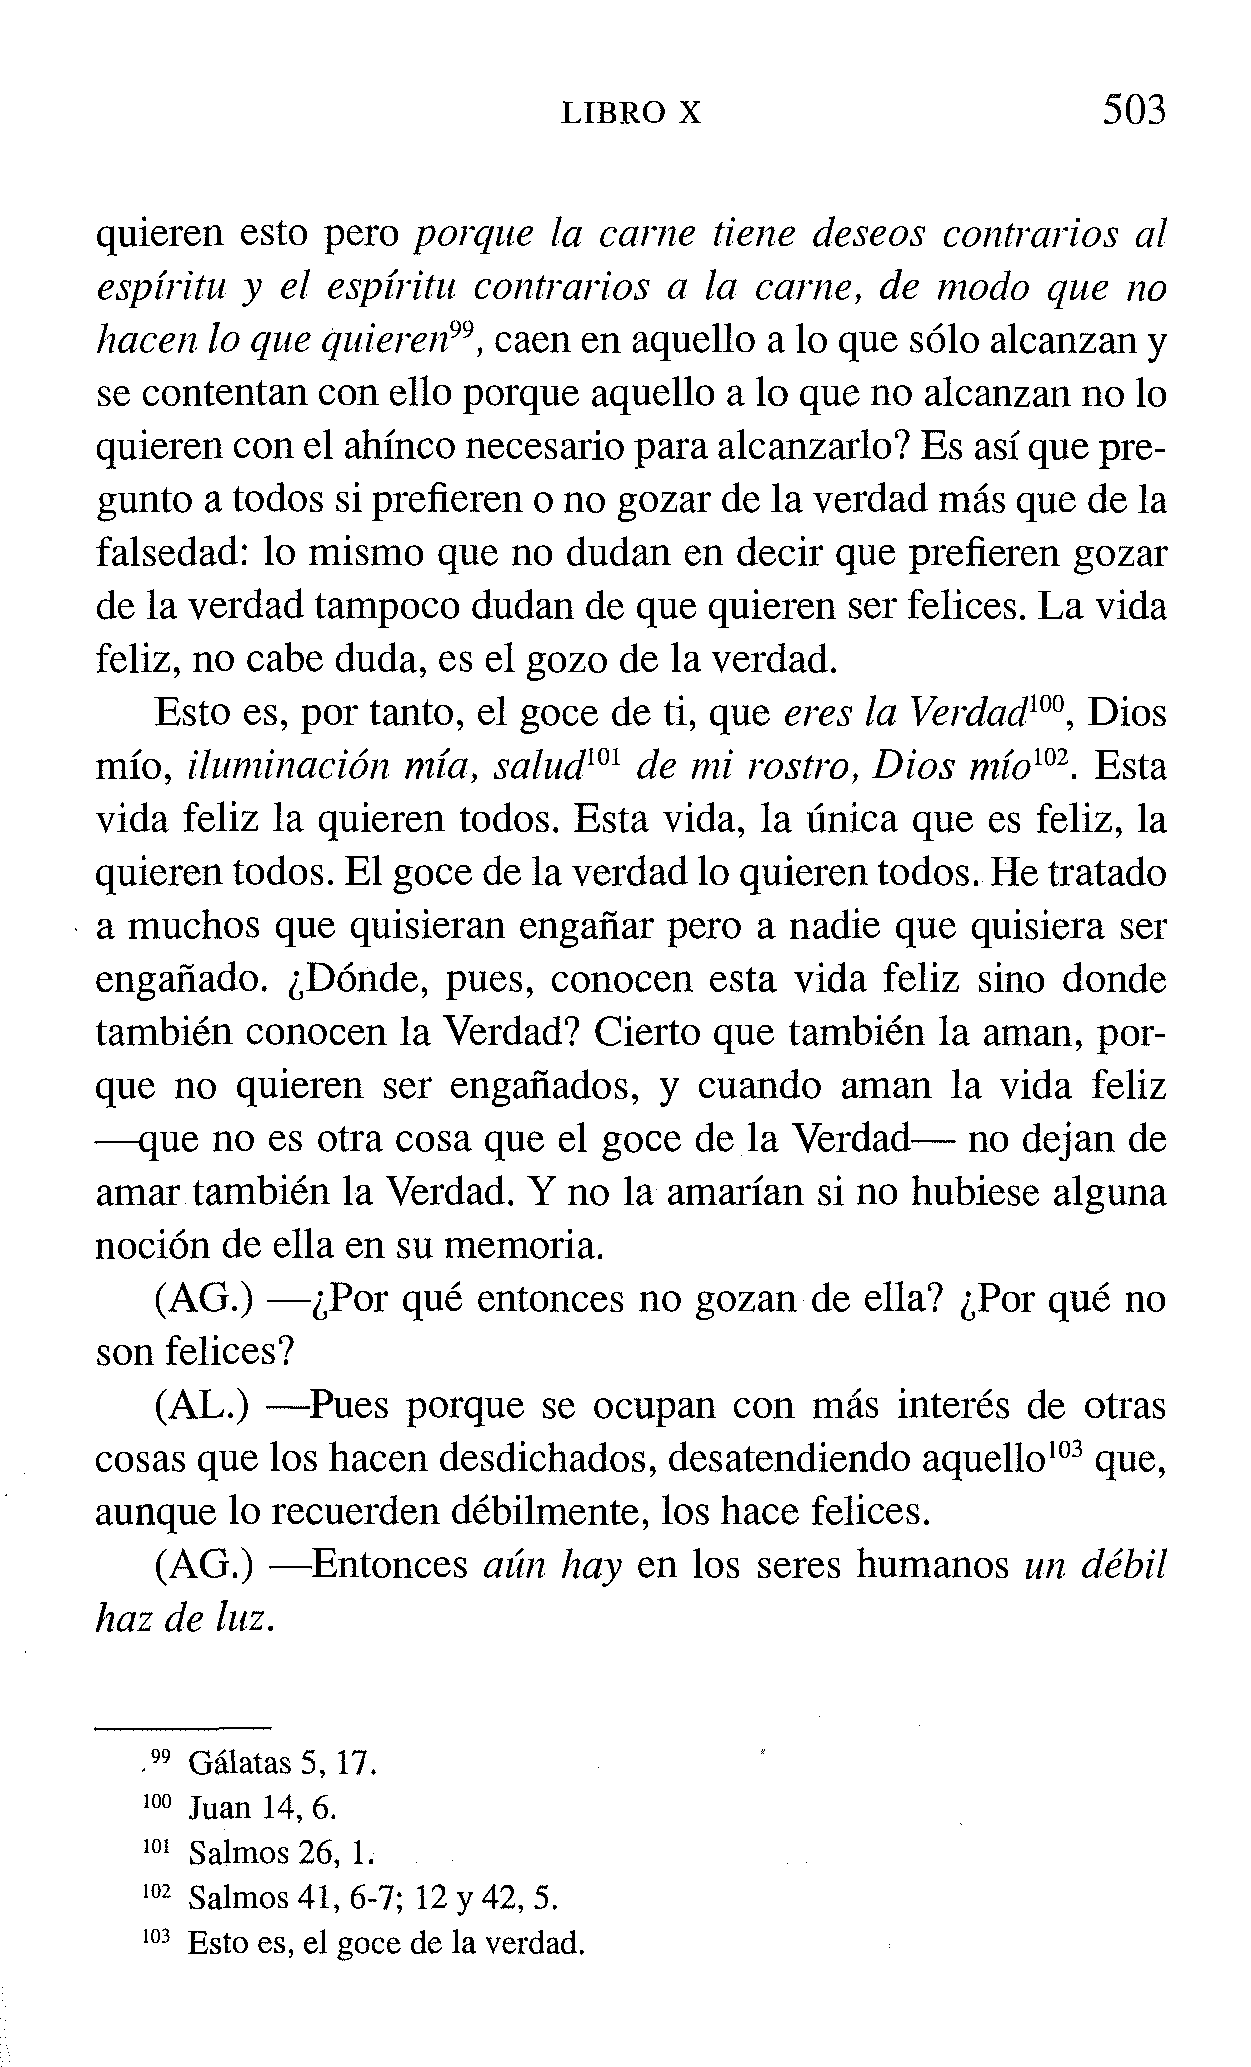 LIBRO X 503
quieren esto pero porque la carne tiene deseos contrarios al
espíritu y el espíritu contrarios a la carne, de modo que no
hacen lo que quieren⁹⁹, caen en aquello a lo que sólo alcanzan y
se contentan con ello porque aquello a lo que no alcanzan no lo
quieren con el ahínco necesario para alcanzarlo? Es así que pre-
gunto a todos si prefieren o no gozar de la verdad más que de la
falsedad: lo mismo que no dudan en decir que prefieren gozar
de la verdad tampoco dudan de que quieren ser felices. La vida
feliz, no cabe duda, es el gozo de la verdad.
Esto es, por tanto, el goce de ti, que eres la Verdad¹⁰⁰, Dios
mío, iluminación mía, salud¹⁰¹ de mi rostro, Dios mío¹⁰². Esta
vida feliz la quieren todos. Esta vida, la única que es feliz, la
quieren todos. El goce de la verdad lo quieren todos. He tratado
a muchos que quisieran engañar pero a nadie que quisiera ser
engañado. ¿Dónde, pues, conocen esta vida feliz sino donde
también conocen la Verdad? Cierto que también la aman, por-
que no quieren ser engañados, y cuando aman la vida feliz
—que no es otra cosa que el goce de la Verdad— no dejan de
amar también la Verdad. Y no la amarían si no hubiese alguna
noción de ella en su memoria.
(AG.) —¿Por qué entonces no gozan de ella? ¿Por qué no
son felices?
(AL.) —Pues porque se ocupan con más interés de otras
cosas que los hacen desdichados, desatendiendo aquello¹⁰³ que,
aunque lo recuerden débilmente, los hace felices.
(AG.) —Entonces aún hay en los seres humanos un débil
haz de luz.
⁹⁹ Gálatas 5, 17.
¹⁰⁰ Juan 14, 6.
¹⁰¹ Salmos 26, 1.
¹⁰² Salmos 41, 6-7; 12 y 42, 5.
¹⁰³ Esto es, el goce de la verdad.